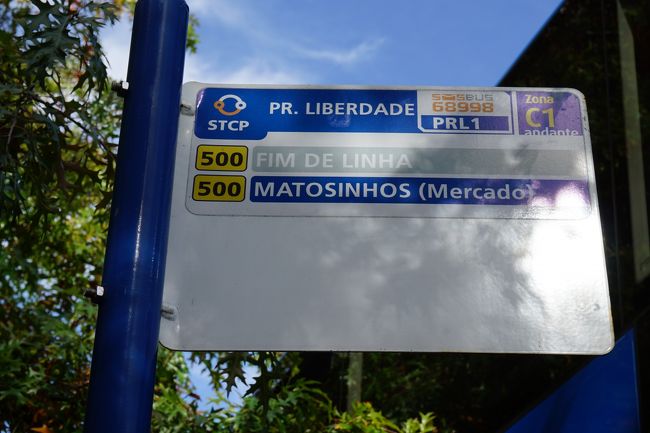 STCP
PR. LIBERDADE
SMSBUS
68998
PRL1
Zona
C1
andante
500 FIM DE LINHA
500 MATOSINHOS (Mercado)